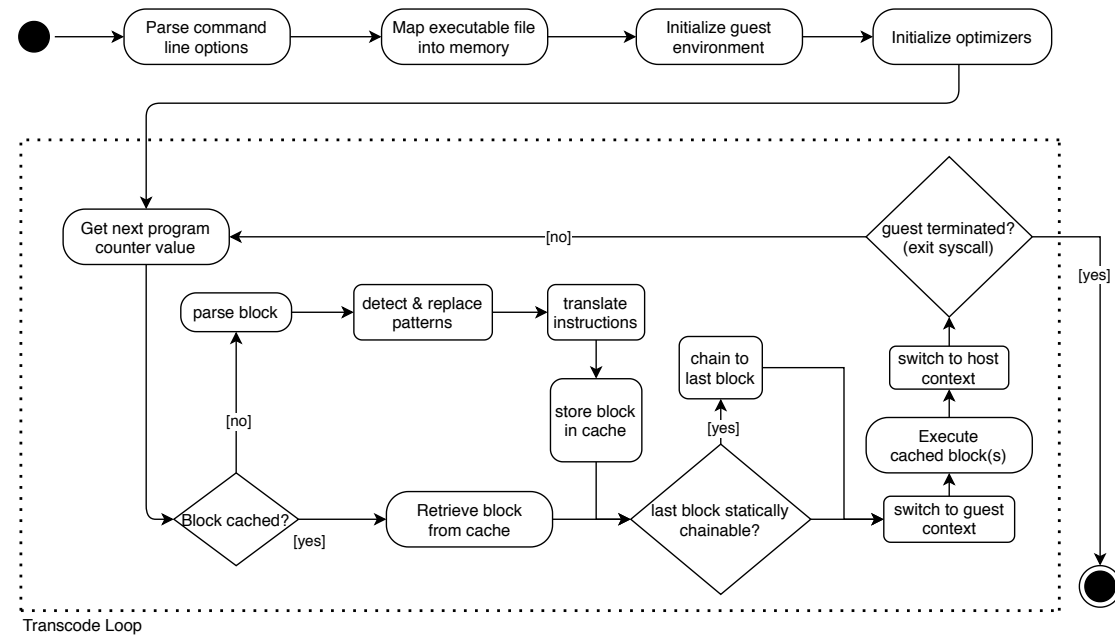 Parse command
line options
Map executable file
into memory
Initialize guest
environment
Initialize optimizers
Get next program
counter value
[no]
guest terminated?
(exit syscall)
[yes]
parse block
detect & replace
patterns
translate
instructions
chain to
last block
switch to host
context
store block
in cache
[no]
[yes]
Execute
cached block(s)
Block cached?
[yes]
Retrieve block
from cache
last block statically
chainable?
switch to guest
context
Transcode Loop